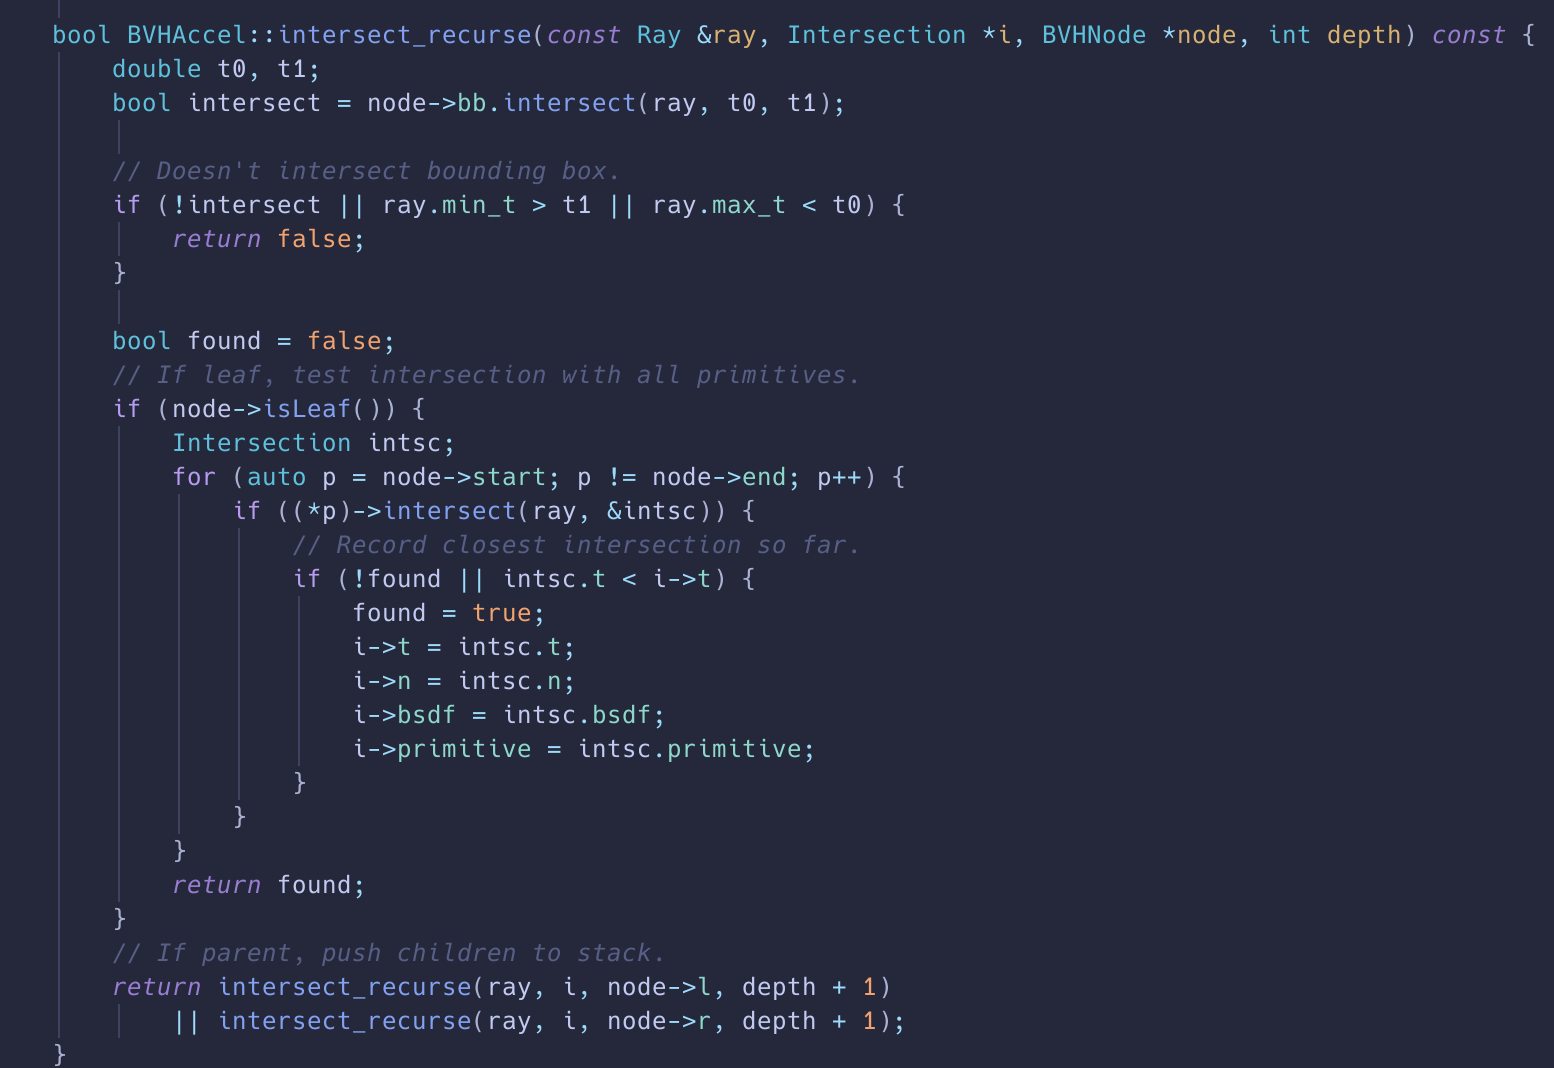 bool BVHAccel::intersect_recurse(const Ray &ray, Intersection *i, BVHNode *node, int depth) const {
    double t0, t1;
    bool intersect = node->bb.intersect(ray, t0, t1);

    // Doesn't intersect bounding box.
    if (!intersect || ray.min_t > t1 || ray.max_t < t0) {
        return false;
    }

    bool found = false;
    // If leaf, test intersection with all primitives.
    if (node->isLeaf()) {
        Intersection intsc;
        for (auto p = node->start; p != node->end; p++) {
            if ((*p)->intersect(ray, &intsc)) {
                // Record closest intersection so far.
                if (!found || intsc.t < i->t) {
                    found = true;
                    i->t = intsc.t;
                    i->n = intsc.n;
                    i->bsdf = intsc.bsdf;
                    i->primitive = intsc.primitive;
                }
            }
        }
        return found;
    }
    // If parent, push children to stack.
    return intersect_recurse(ray, i, node->l, depth + 1)
        || intersect_recurse(ray, i, node->r, depth + 1);
}